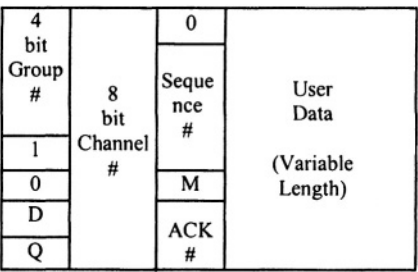 4
bit
Group
#
1
0
D
Q
8
bit
Channel
#
0
Seque
nce
#
M
ACK
#
User
Data
(Variable
Length)